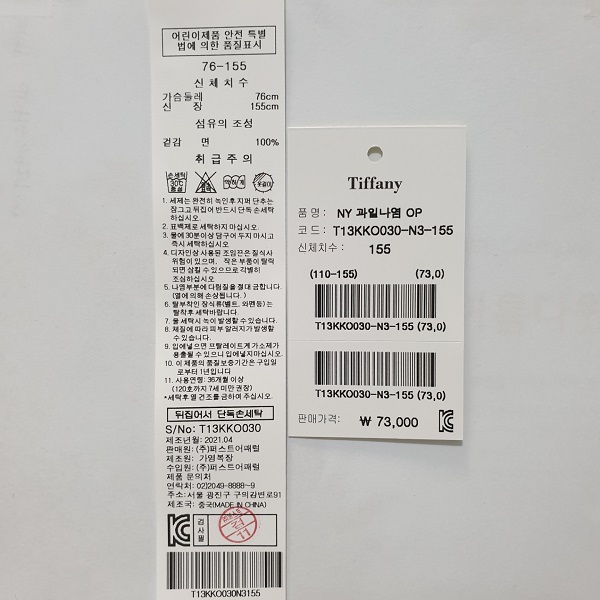 어린이제품 안전 특별
법에 의한 품질표시
76-155
신체치수
가슴둘레 76cm
신 장 155cm
섬유의 조성
겉감 면 100%
취급주의
손세탁
30℃
중성
염소
표백
약하게
옷걸이
1. 세제는 완전히 녹인후 지퍼 단추는
잠그고 뒤집어 반드시 단독 손세탁
하십시오.
2. 표백제로 세탁하지 마십시오.
3. 물에 30분이상 담구어 두지 마시고
즉시 세탁하십시오.
4. 디자인상 사용된 조임끈은 질식사
위험이 있으며, 작은 부품이 탈락
되면 삼킬 수 있으므로 각별히
조심하십시오
5. 나염부분에 다림질을 절대 금합니다.
(열에 의해 손상됩니다.)
6. 탈부착인 장식류(벨트, 와펜등)는
탈착후 세탁바랍니다.
7. 물 세탁시 녹이 발생할 수 있습니다.
8. 체질에 따라 피부 알러지가 발생할
수 있습니다.
9. 입에넣으면 프탈레이트계 가소제가
용출될 수 있으니 입에넣지마십시오.
10. 이 제품의 품질보증기간은 구입일
로부터 1년입니다
11. 사용연령: 36개월 이상
(120호까지 7세미만 권장)
*세탁후 열 건조를 금하여 주십시오.
뒤집어서 단독손세탁
S/No: T13KKO030
제조년월: 2021.04
판매원: (주)퍼스트어패럴
제조원: 가영복장
수입원: (주)퍼스트어패럴
제품 문의처
연락처: 02)2049-8888~9
주소: 서울 광진구 구의강변로91
제조국: 중국(MADE IN CHINA)
검사필
검
11
T13KKO030N3155
Tiffany
품 명: NY 과일나염 OP
코 드: T13KKO030-N3-155
신체치수: 155
(110-155) (73,0)
T13KKO030-N3-155 (73,0)
T13KKO030-N3-155 (73,0)
판매가격: ₩ 73,000